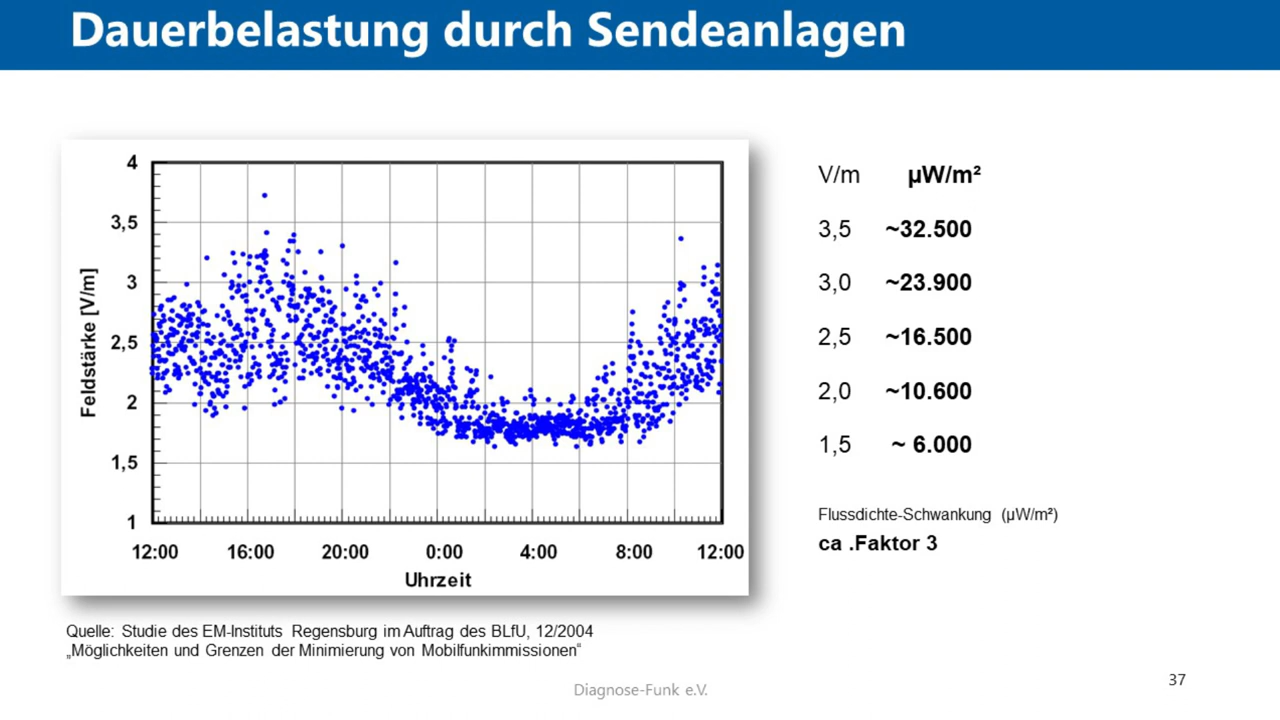 Dauerbelastung durch Sendeanlagen
4
3,5
3
2,5
2
1,5
1
Feldstärke [V/m]
12:00 16:00 20:00 0:00 4:00 8:00 12:00
Uhrzeit
V/m µW/m²
3,5 ~32.500
3,0 ~23.900
2,5 ~16.500
2,0 ~10.600
1,5 ~ 6.000
Flussdichte-Schwankung (µW/m²)
ca .Faktor 3
Quelle: Studie des EM-Instituts Regensburg im Auftrag des BLfU, 12/2004
„Möglichkeiten und Grenzen der Minimierung von Mobilfunkimmissionen“
Diagnose-Funk e.V.
37